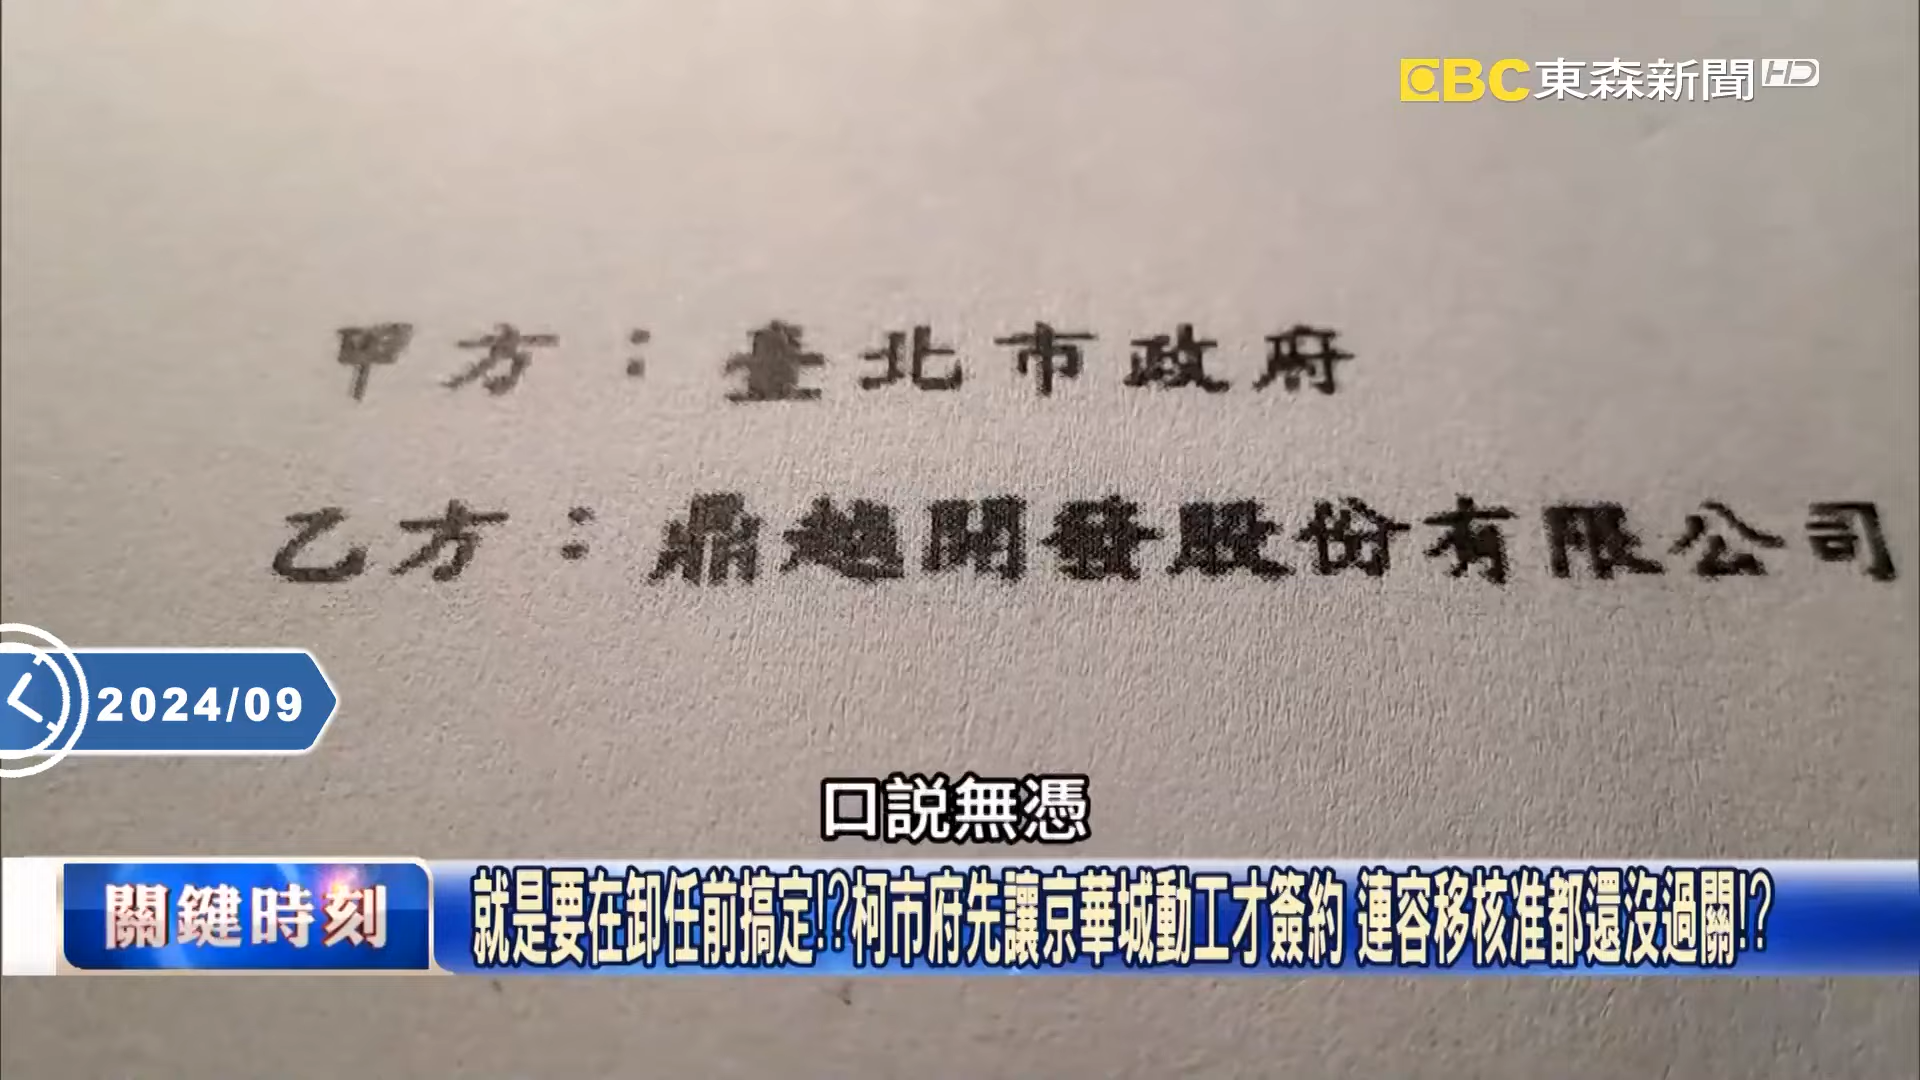 EBC東森新聞HD
甲方：臺北市政府
乙方：鼎越開發股份有限公司
2024/09
口說無憑
關鍵時刻
就是要在卸任前搞定!?柯市府先讓京華城動工才簽約 連容移核准都還沒過關!?